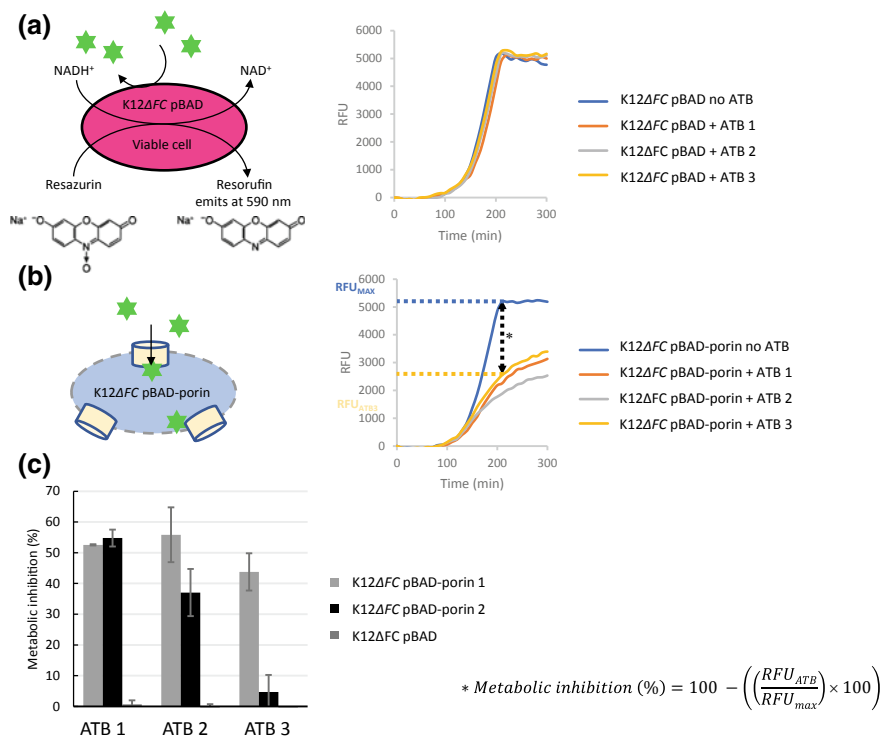 (a)
NADH⁺
NAD⁺
K12ΔFC pBAD
Viable cell
Resazurin
Resorufin
emits at 590 nm
Na⁺ ⁻O O O
N
O
Na⁺ ⁻O O O
N
6000
5000
4000
3000
2000
1000
0
RFU
0 100 200 300
Time (min)
K12ΔFC pBAD no ATB
K12ΔFC pBAD + ATB 1
K12ΔFC pBAD + ATB 2
K12ΔFC pBAD + ATB 3
(b)
K12ΔFC pBAD-porin
RFU_MAX
RFU_ATB3
6000
5000
4000
3000
2000
1000
0
RFU
*
0 100 200 300
Time (min)
K12ΔFC pBAD-porin no ATB
K12ΔFC pBAD-porin + ATB 1
K12ΔFC pBAD-porin + ATB 2
K12ΔFC pBAD-porin + ATB 3
(c)
70
60
50
40
30
20
10
0
Metabolic inhibition (%)
ATB 1 ATB 2 ATB 3
K12ΔFC pBAD-porin 1
K12ΔFC pBAD-porin 2
K12ΔFC pBAD
* Metabolic inhibition (%) = 100 − ((RFU_ATB / RFU_max) × 100)